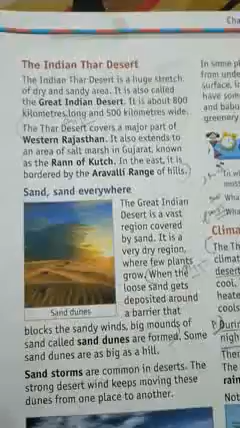 Cha
The Indian Thar Desert
The Indian Thar Desert is a huge stretch
of dry and sandy area. It is also called
the Great Indian Desert. It is about 800
kilometres long and 500 kilometres wide.
The Thar Desert covers a major part of
Western Rajasthan. It also extends to
an area of salt marsh in Gujarat, known
as the Rann of Kutch. In the east, it is
bordered by the Aravalli Range of hills.
Sand, sand everywhere
The Great Indian
Desert is a vast
region covered
by sand. It is a
very dry region,
where few plants
grow. When the
loose sand gets
deposited around
a barrier that
Sand dunes
blocks the sandy winds, big mounds of
sand called sand dunes are formed. Some
sand dunes are as big as a hill.
Sand storms are common in deserts. The
strong desert wind keeps moving these
dunes from one place to another.
In some pl
from unde
surface, i
have som
and babu
greenery
In wh
most
Wha
Wha
Clima
The Th
climat
desert
cool.
heate
cools
Duri
nigh
Ther
The
rain
Not